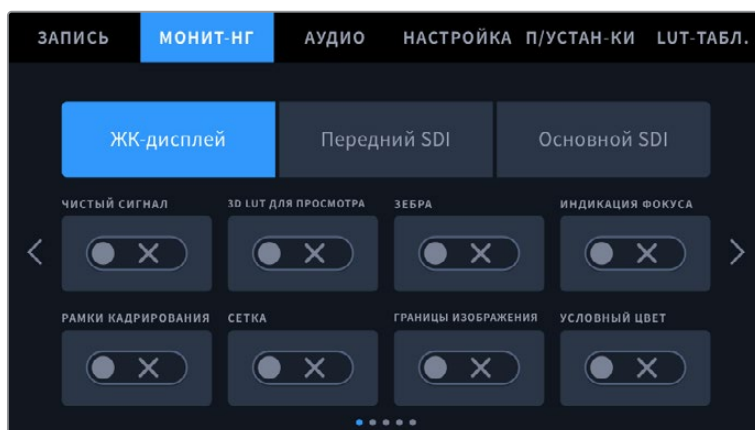 ЗАПИСЬ МОНИТ-НГ АУДИО НАСТРОЙКА П/УСТАН-КИ LUT-ТАБЛ.
ЖК-дисплей Передний SDI Основной SDI
ЧИСТЫЙ СИГНАЛ 3D LUT ДЛЯ ПРОСМОТРА ЗЕБРА ИНДИКАЦИЯ ФОКУСА
РАМКИ КАДРИРОВАНИЯ СЕТКА ГРАНИЦЫ ИЗОБРАЖЕНИЯ УСЛОВНЫЙ ЦВЕТ